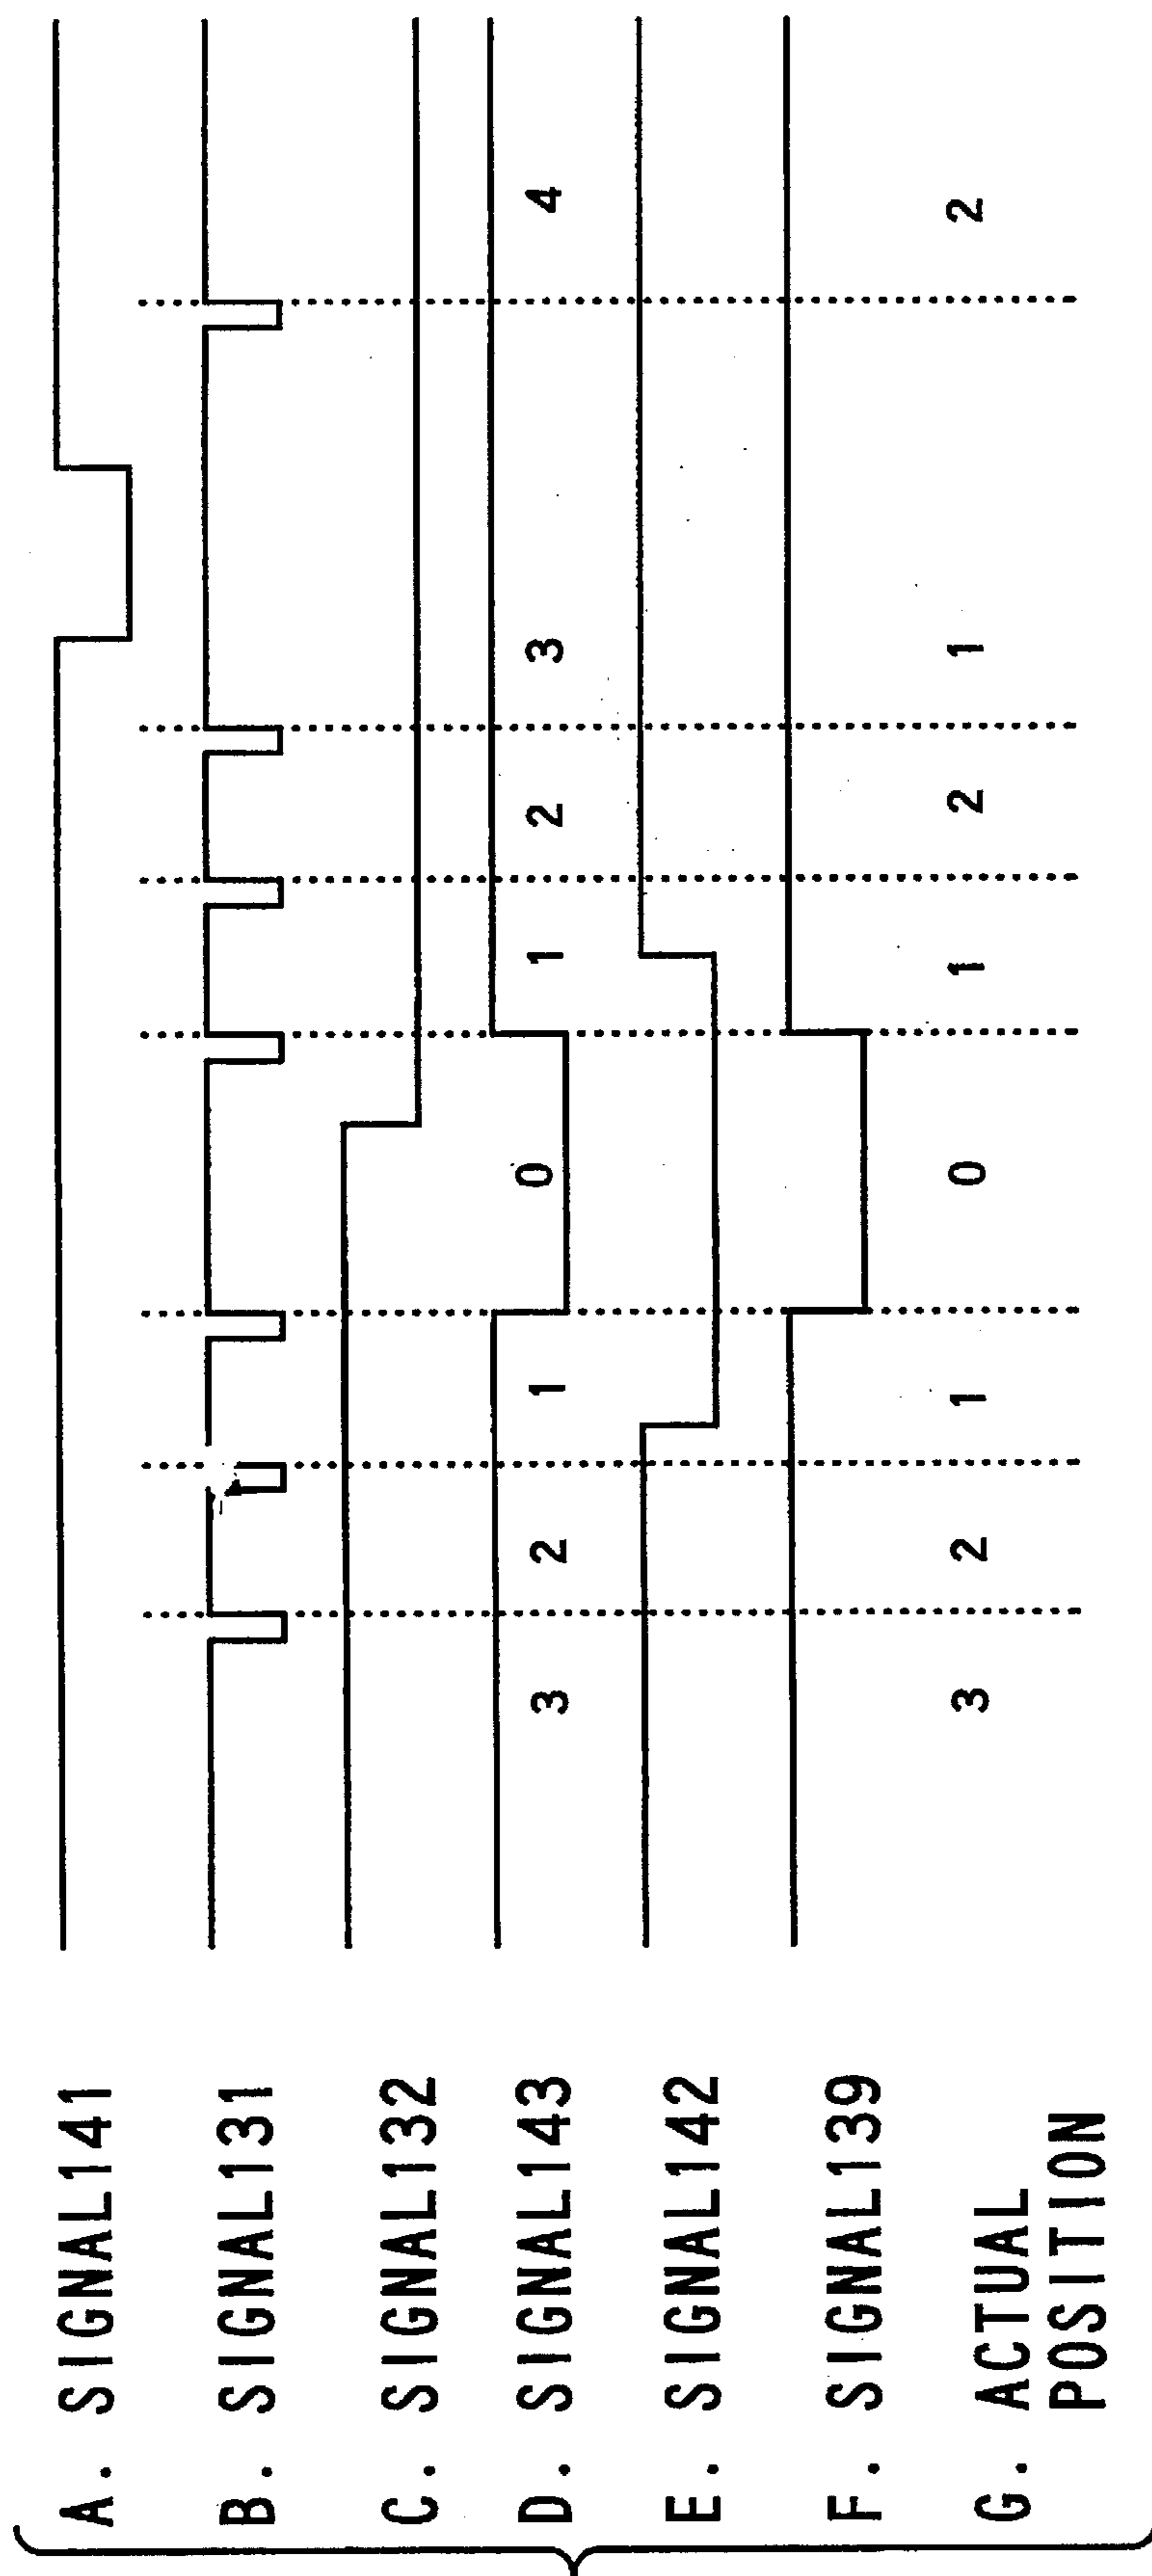 A. SIGNAL141
B. SIGNAL131
C. SIGNAL132
D. SIGNAL143
3 2 1 0 1 2 3 4
E. SIGNAL142
F. SIGNAL139
G. ACTUAL
POSITION
3 2 1 0 1 2 1 2